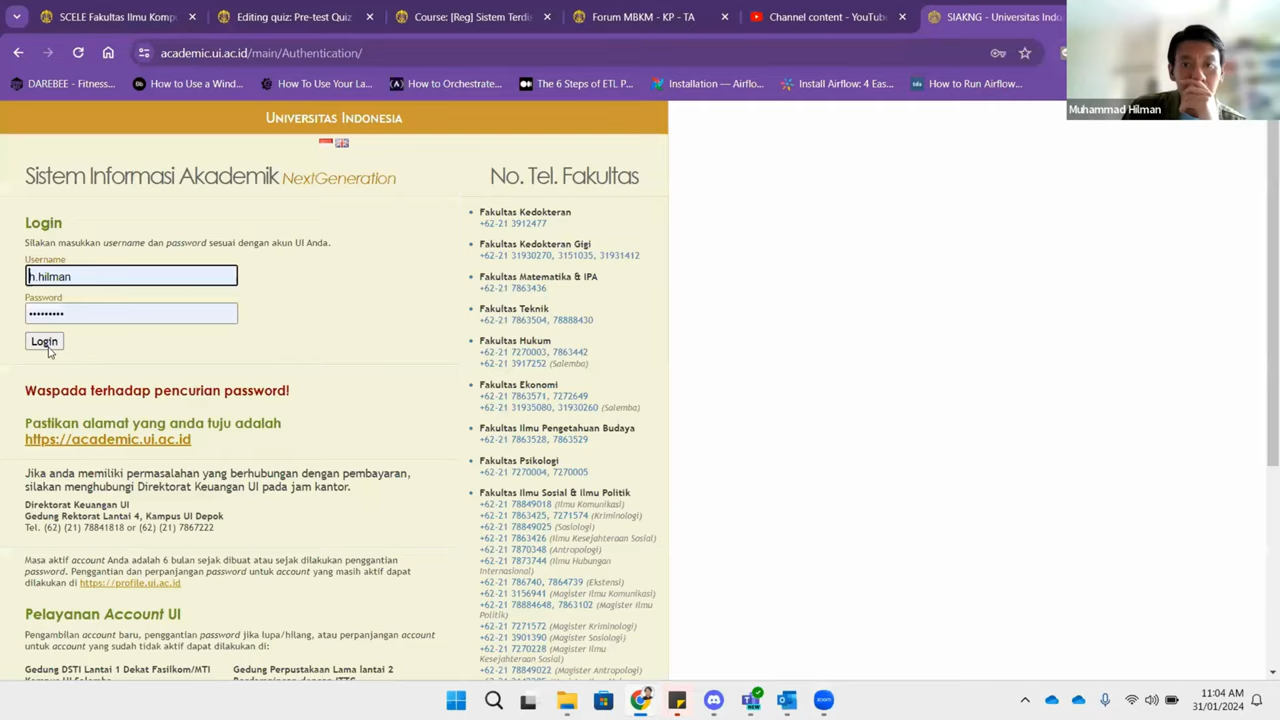 SCELE Fakultas Ilmu Komp
Editing quiz: Pre-test Quiz
Course: [Reg] Sistem Terdi
Forum MBKM - KP - TA
Channel content - YouTube
SIAKNG - Universitas Indo
academic.ui.ac.id/main/Authentication/
DAREBEE - Fitness...
How to Use a Wind...
How To Use Your La...
How to Orchestrate...
The 6 Steps of ETL P...
Installation — Airflo...
Install Airflow: 4 Eas...
How to Run Airflow...
Muhammad Hilman
UNIVERSITAS INDONESIA
Sistem Informasi Akademik NextGeneration
Login
Silakan masukkan username dan password sesuai dengan akun UI Anda.
Username
h.hilman
Password
•••••••••
Login
Waspada terhadap pencurian password!
Pastikan alamat yang anda tuju adalah
https://academic.ui.ac.id
Jika anda memiliki permasalahan yang berhubungan dengan pembayaran,
silakan menghubungi Direktorat Keuangan UI pada jam kantor.
Direktorat Keuangan UI
Gedung Rektorat Lantai 4, Kampus UI Depok
Tel. (62) (21) 78841818 or (62) (21) 7867222
Masa aktif account Anda adalah 6 bulan sejak dibuat atau sejak dilakukan penggantian
password. Penggantian dan perpanjangan password untuk account yang masih aktif dapat
dilakukan di https://profile.ui.ac.id
Pelayanan Account UI
Pengambilan account baru, penggantian password jika lupa/hilang, atau perpanjangan account
untuk account yang sudah tidak aktif dapat dilakukan di:
Gedung DSTI Lantai 1 Dekat Fasilkom/MTI
Gedung Perpustakaan Lama lantai 2
No. Tel. Fakultas
Fakultas Kedokteran
+62-21 3912477
Fakultas Kedokteran Gigi
+62-21 31930270, 3151035, 31931412
Fakultas Matematika & IPA
+62-21 7863436
Fakultas Teknik
+62-21 7863504, 78888430
Fakultas Hukum
+62-21 7270003, 7863442
+62-21 3917252 (Salemba)
Fakultas Ekonomi
+62-21 7863571, 7272649
+62-21 31935080, 31930260 (Salemba)
Fakultas Ilmu Pengetahuan Budaya
+62-21 7863528, 7863529
Fakultas Psikologi
+62-21 7270004, 7270005
Fakultas Ilmu Sosial & Ilmu Politik
+62-21 78849018 (Ilmu Komunikasi)
+62-21 7863425, 7271574 (Kriminologi)
+62-21 78849025 (Sosiologi)
+62-21 7863426 (Ilmu Kesejahteraan Sosial)
+62-21 7870348 (Antropologi)
+62-21 7873744 (Ilmu Hubungan
Internasional)
+62-21 786740, 7864739 (Ekstensi)
+62-21 3156941 (Magister Ilmu Komunikasi)
+62-21 78884648, 7863102 (Magister Ilmu
Politik)
+62-21 7271572 (Magister Kriminologi)
+62-21 3901390 (Magister Sosiologi)
+62-21 7270228 (Magister Ilmu
Kesejahteraan Sosial)
+62-21 78849022 (Magister Antropologi)
11:04 AM
31/01/2024